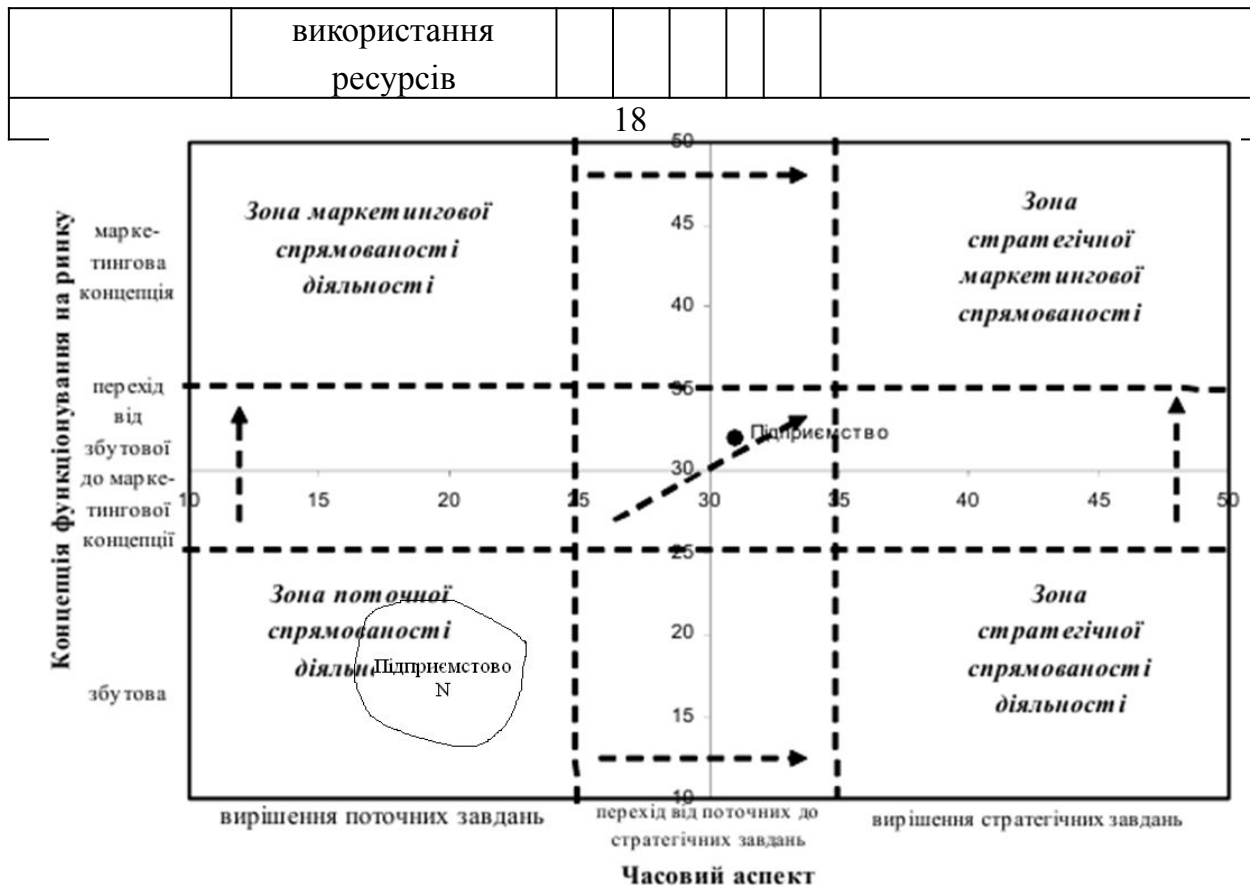 використання
ресурсів
18
Концепція функціонування на ринку
марке-
тингова
концепція
перехід
від
збутової
до марке-
тингової
концепції
збутова
50
45
40
35
30
25
20
15
10
10
15
20
25
30
35
40
45
50
Зона маркетингової
спрямованості
діяльності
Зона
стратегічної
маркетингової
спрямованості
Підприємство
Зона поточної
спрямованості
діяльн
Підприємстово
N
Зона
стратегічної
спрямованості
діяльності
вирішення поточних завдань
перехід від поточних до
стратегічних завдань
вирішення стратегічних завдань
Часовий аспект